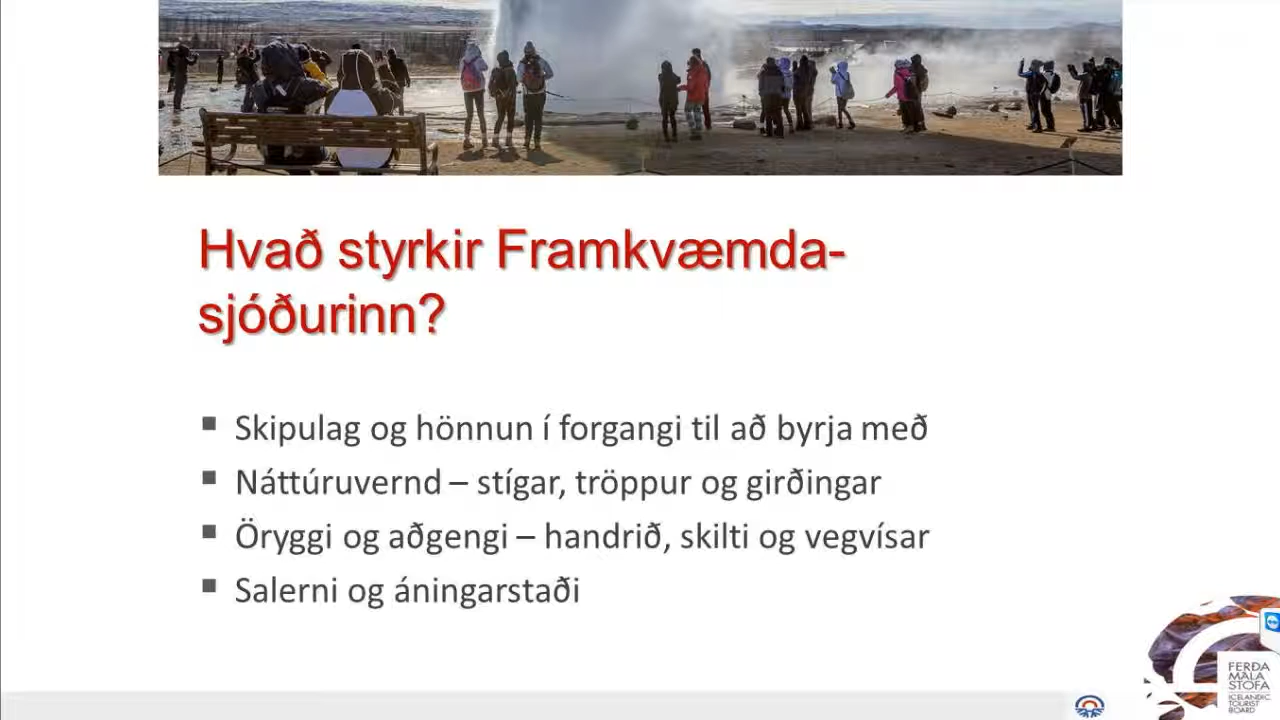 Hvað styrkir Framkvæmda-
sjóðurinn?
Skipulag og hönnun í forgangi til að byrja með
Náttúruvernd – stígar, tröppur og girðingar
Öryggi og aðgengi – handrið, skilti og vegvísar
Salerni og áningarstaði
FERÐA
MÁLA
STOFA
ICELANDIC
TOURIST
BOARD